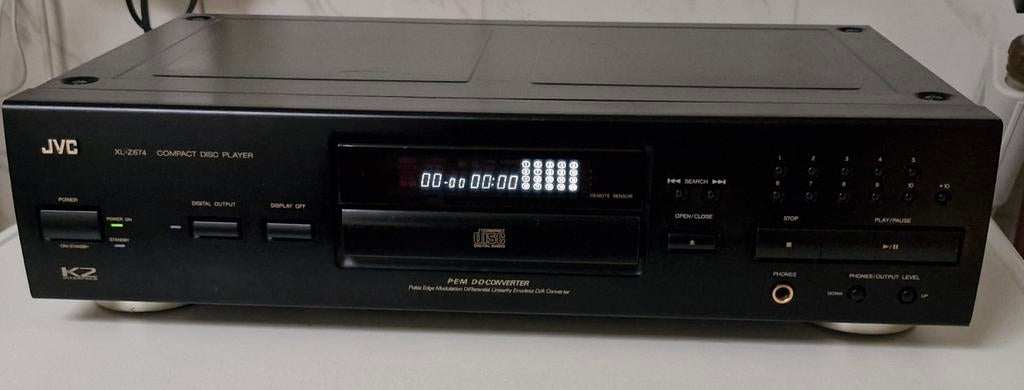 JVC
XL-Z674 COMPACT DISC PLAYER
POWER
POWER ON
ON/STANDBY
STANDBY
DIGITAL OUTPUT
DISPLAY OFF
K2
INTERFACE
00-00 00:00
REMOTE SENSOR
COMPACT
DISC
DIGITAL AUDIO
P.E.M D.D.CONVERTER
Pulse Edge Modulation Differential Linearity Errorless D/A Converter
SEARCH
OPEN/CLOSE
1 2 3 4 5
6 7 8 9 10 +10
STOP
PLAY/PAUSE
PHONES
PHONES/OUTPUT LEVEL
DOWN
UP